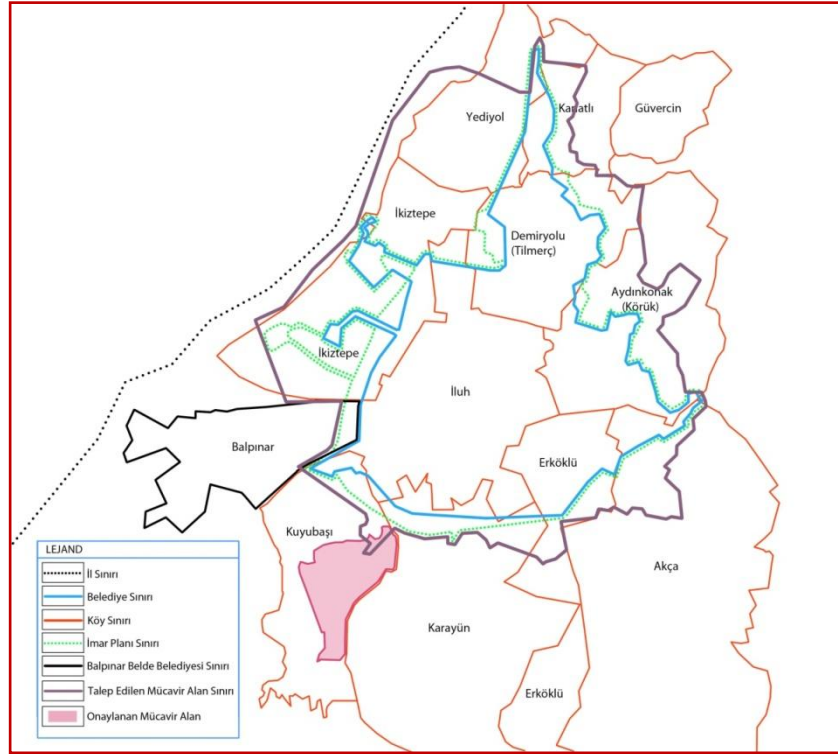 Yediyol
Kanatlı
Güvercin
İkiztepe
Demiryolu
(Tilmerç)
Aydınkonak
(Körük)
İkiztepe
İluh
Balpınar
Erköklü
Kuyubaşı
Akça
Karayün
Erköklü
LEJAND
İl Sınırı
Belediye Sınırı
Köy Sınırı
İmar Planı Sınırı
Balpınar Belde Belediyesi Sınırı
Talep Edilen Mücavir Alan Sınırı
Onaylanan Mücavir Alan